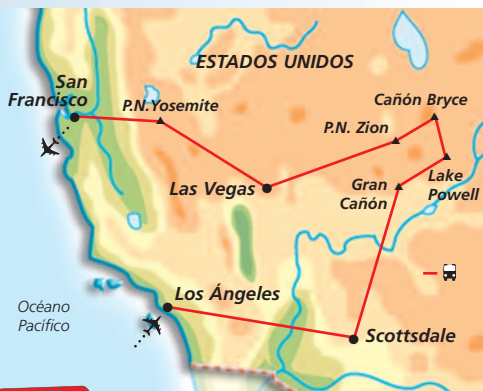 ESTADOS UNIDOS
San
Francisco
P.N.Yosemite
Cañón Bryce
P.N. Zion
Las Vegas
Gran
Cañón
Lake
Powell
Los Ángeles
Océano
Pacífico
Scottsdale